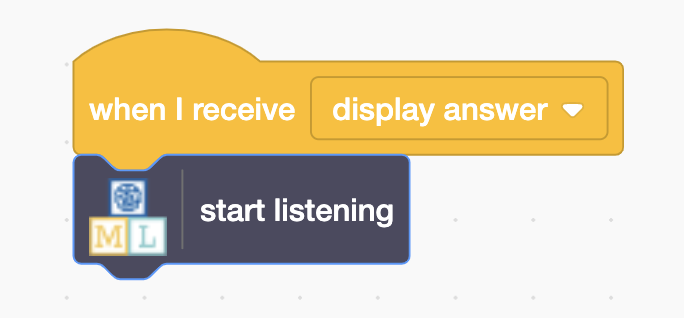 when I receive display answer
M L start listening